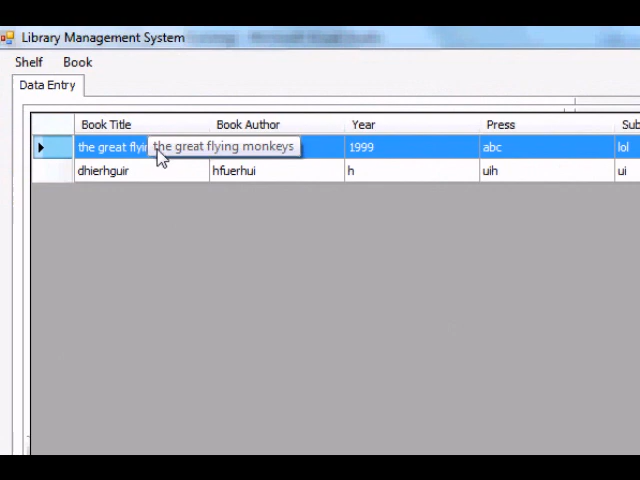 Library Management System
Shelf Book
Data Entry
Book Title Book Author Year Press Sub
the great flyin the great flying monkeys 1999 abc lol
dhierhguir hfuerhui h uih ui